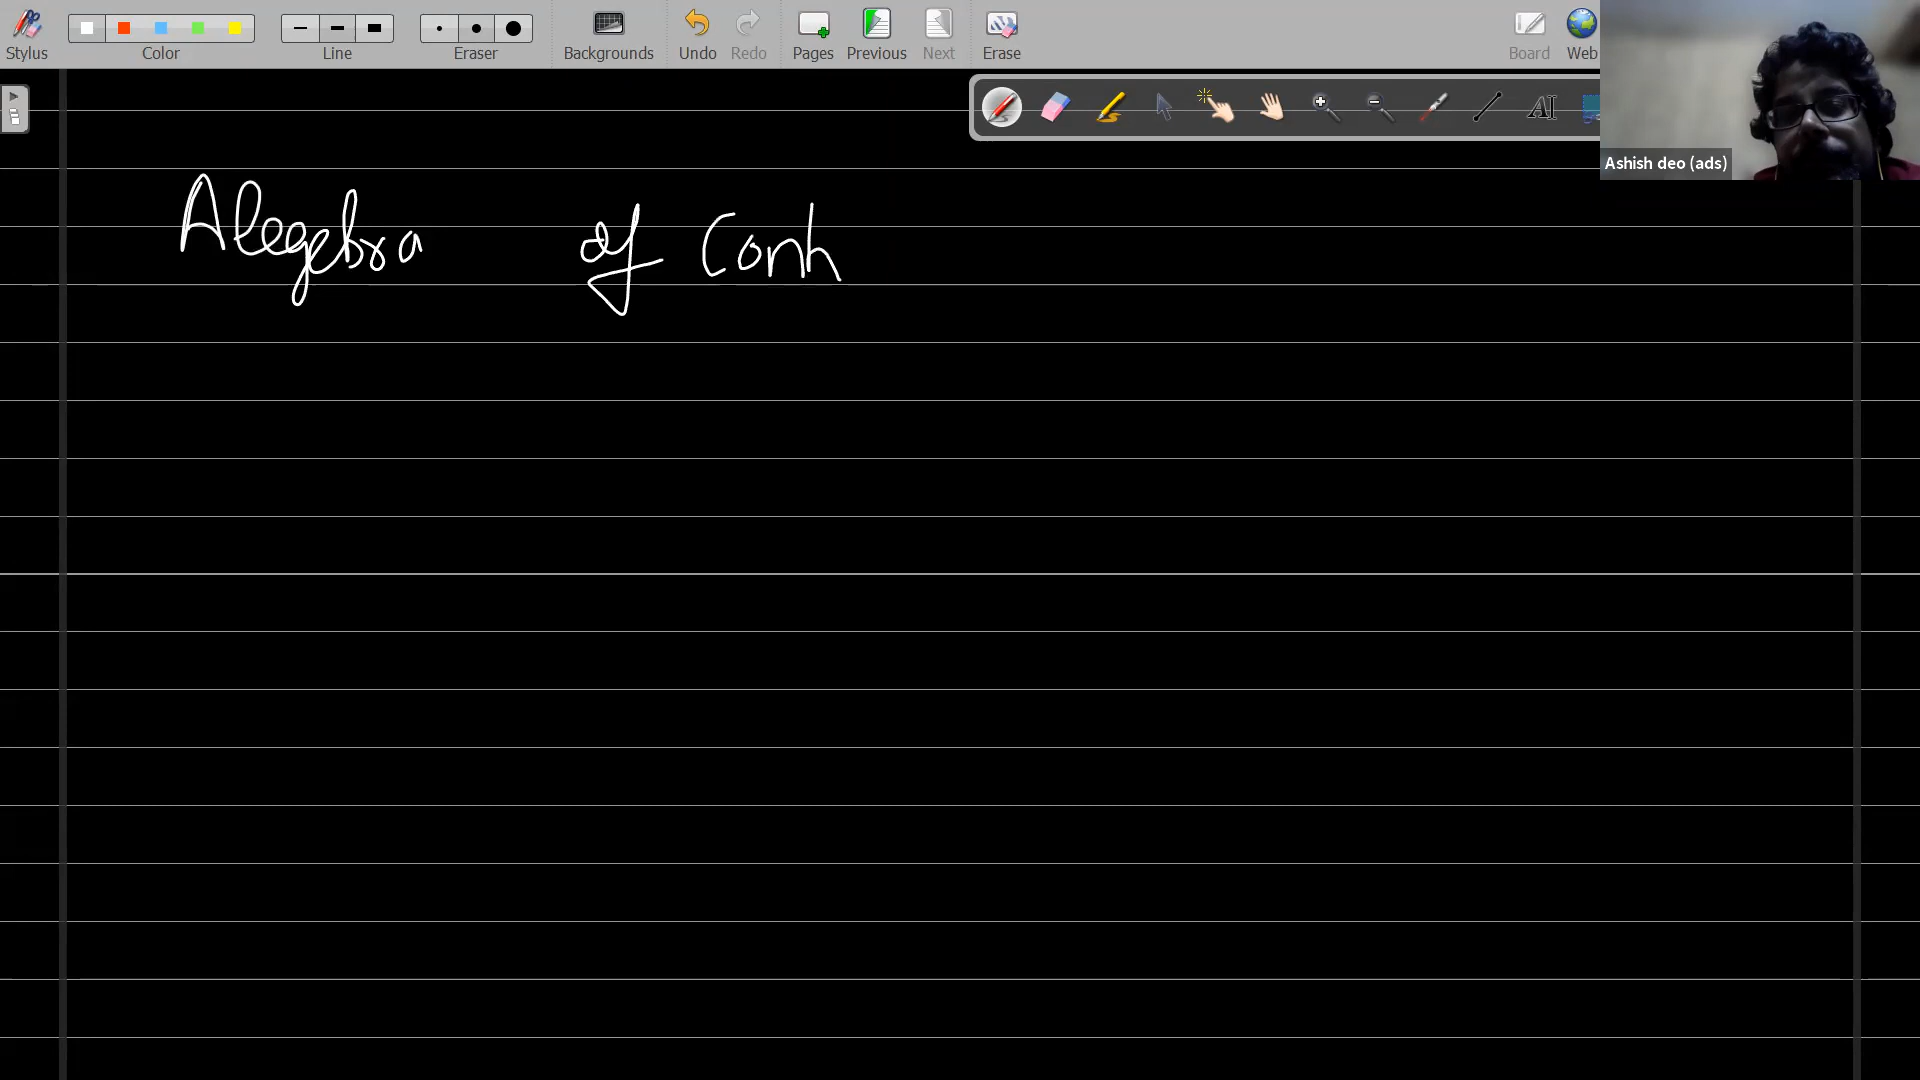 Stylus Color Line Eraser Backgrounds Undo Redo Pages Previous Next Erase Board Web
AI
Ashish deo (ads)
Alegebra of Conh